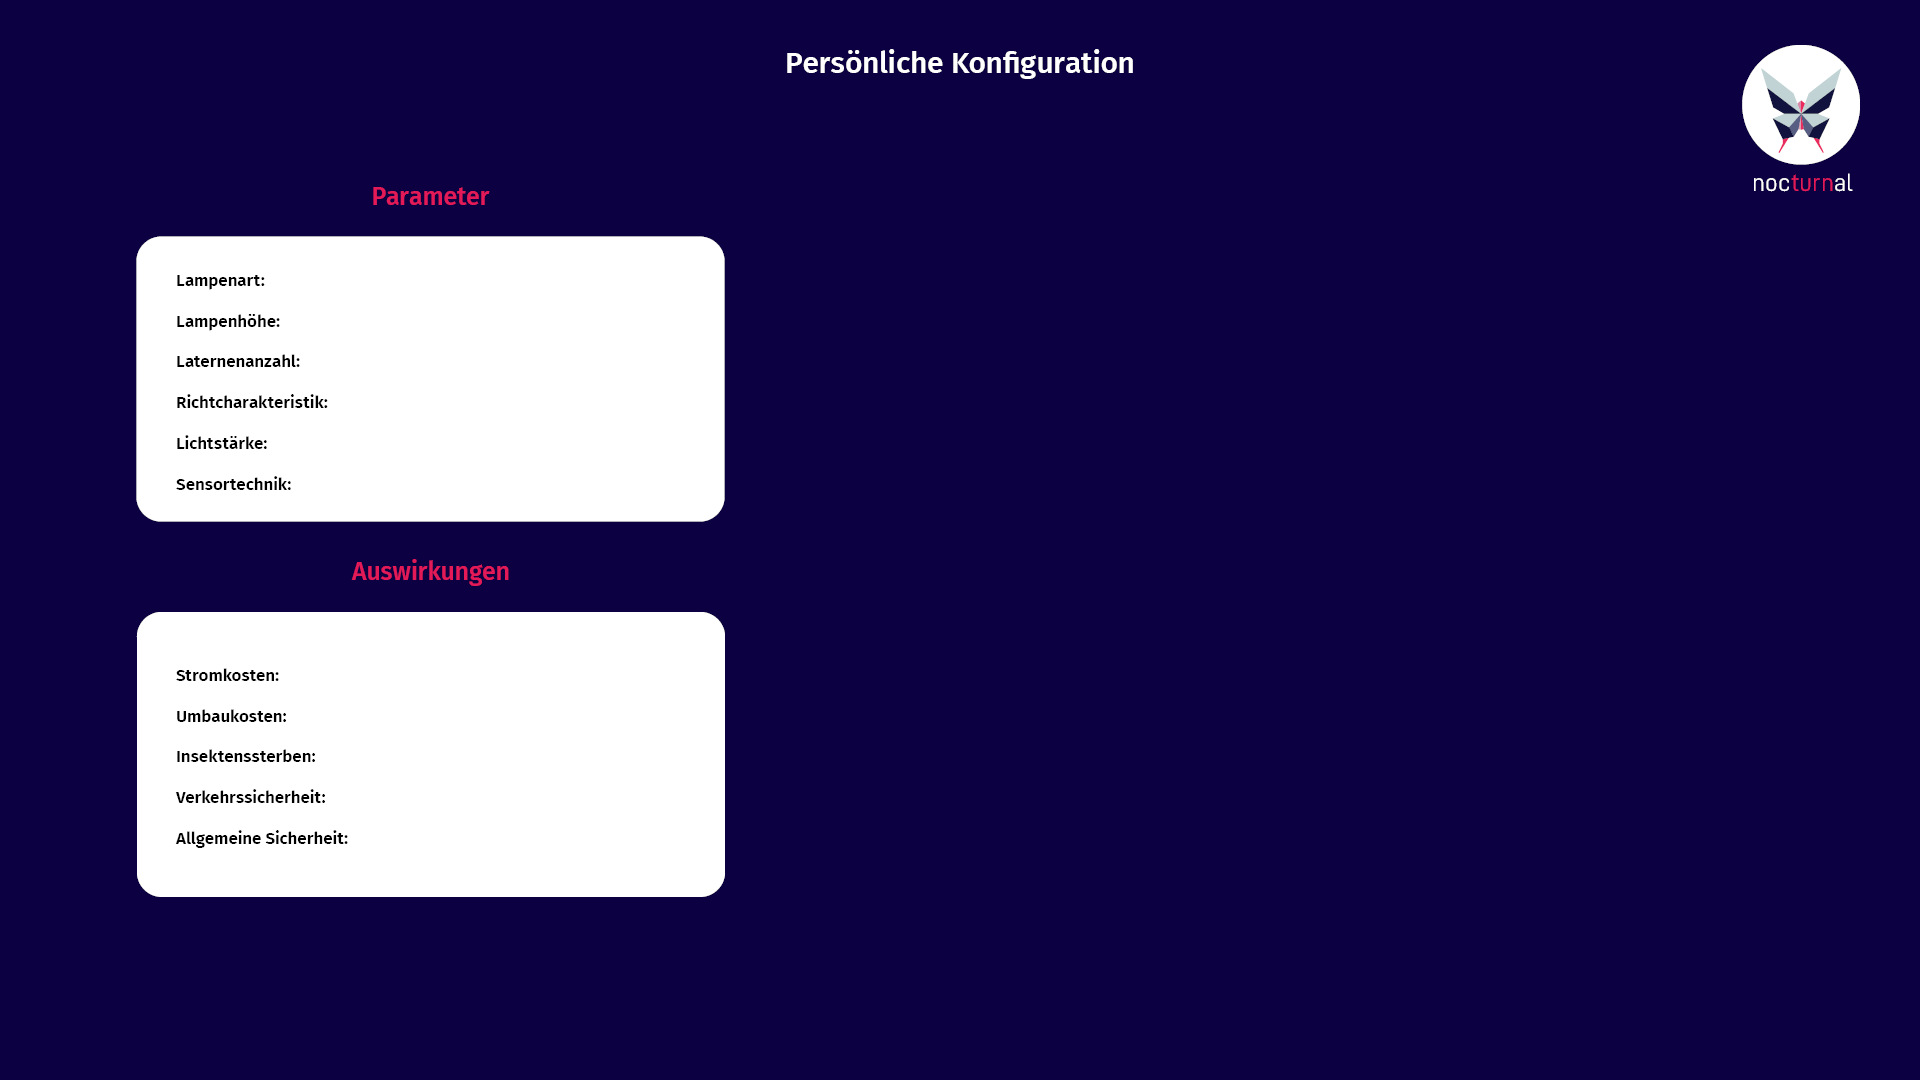 Persönliche Konfiguration
nocturnal
Parameter
Lampenart:
Lampenhöhe:
Laternenanzahl:
Richtcharakteristik:
Lichtstärke:
Sensortechnik:
Auswirkungen
Stromkosten:
Umbaukosten:
Insektenssterben:
Verkehrssicherheit:
Allgemeine Sicherheit: